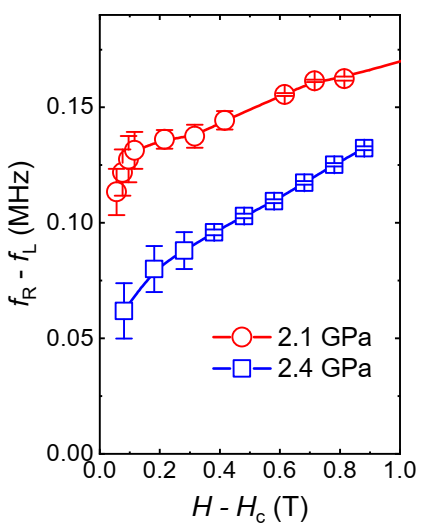 0.15
0.10
0.05
0.00
f_R - f_L (MHz)
2.1 GPa
2.4 GPa
0.0 0.2 0.4 0.6 0.8 1.0
H - H_c (T)